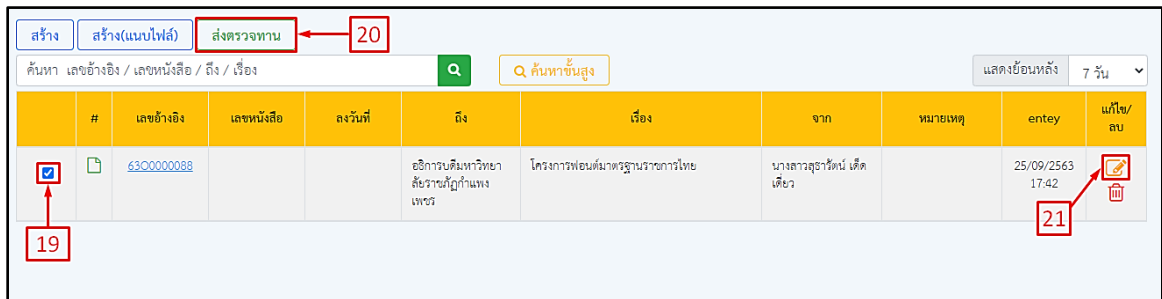 สร้าง สร้าง(แนบไฟล์) ส่งตรวจทาน 20
ค้นหา เลขอ้างอิง / เลขหนังสือ / ถึง / เรื่อง ค้นหาขั้นสูง แสดงย้อนหลัง 7 วัน
# เลขอ้างอิง เลขหนังสือ ลงวันที่ ถึง เรื่อง จาก หมายเหตุ entey แก้ไข/
ลบ
6300000088 อธิการบดีมหาวิทยา โครงการฟอนต์มาตรฐานราชการไทย นางสาวสุธารัตน์ เด็ด 25/09/2563
ลัยราชภัฏกำแพง เดี่ยว 17:42
เพชร
19 21